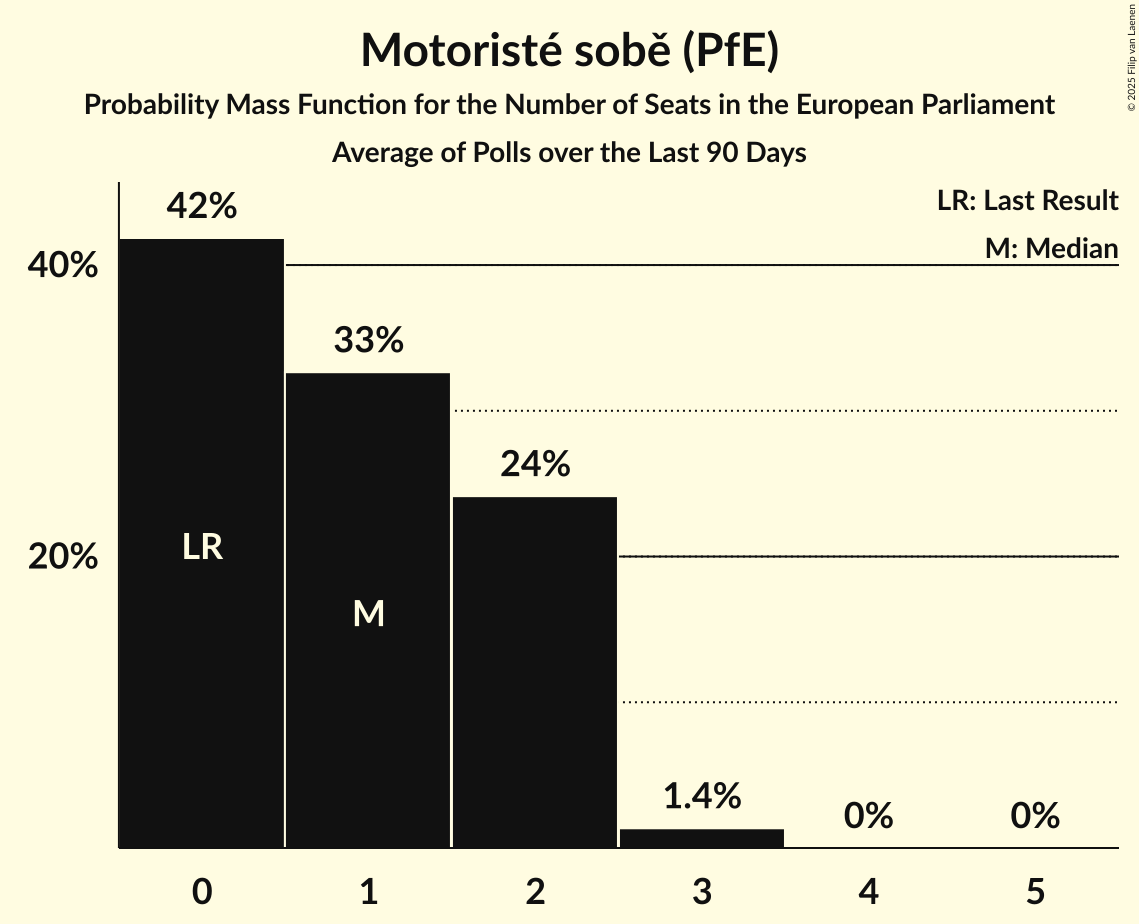 Motoristé sobě (PfE)
Probability Mass Function for the Number of Seats in the European Parliament
Average of Polls over the Last 90 Days
© 2025 Filip van Laenen
LR: Last Result
M: Median
42%
40%
33%
24%
LR
20%
M
1.4%
0%
0%
0 1 2 3 4 5